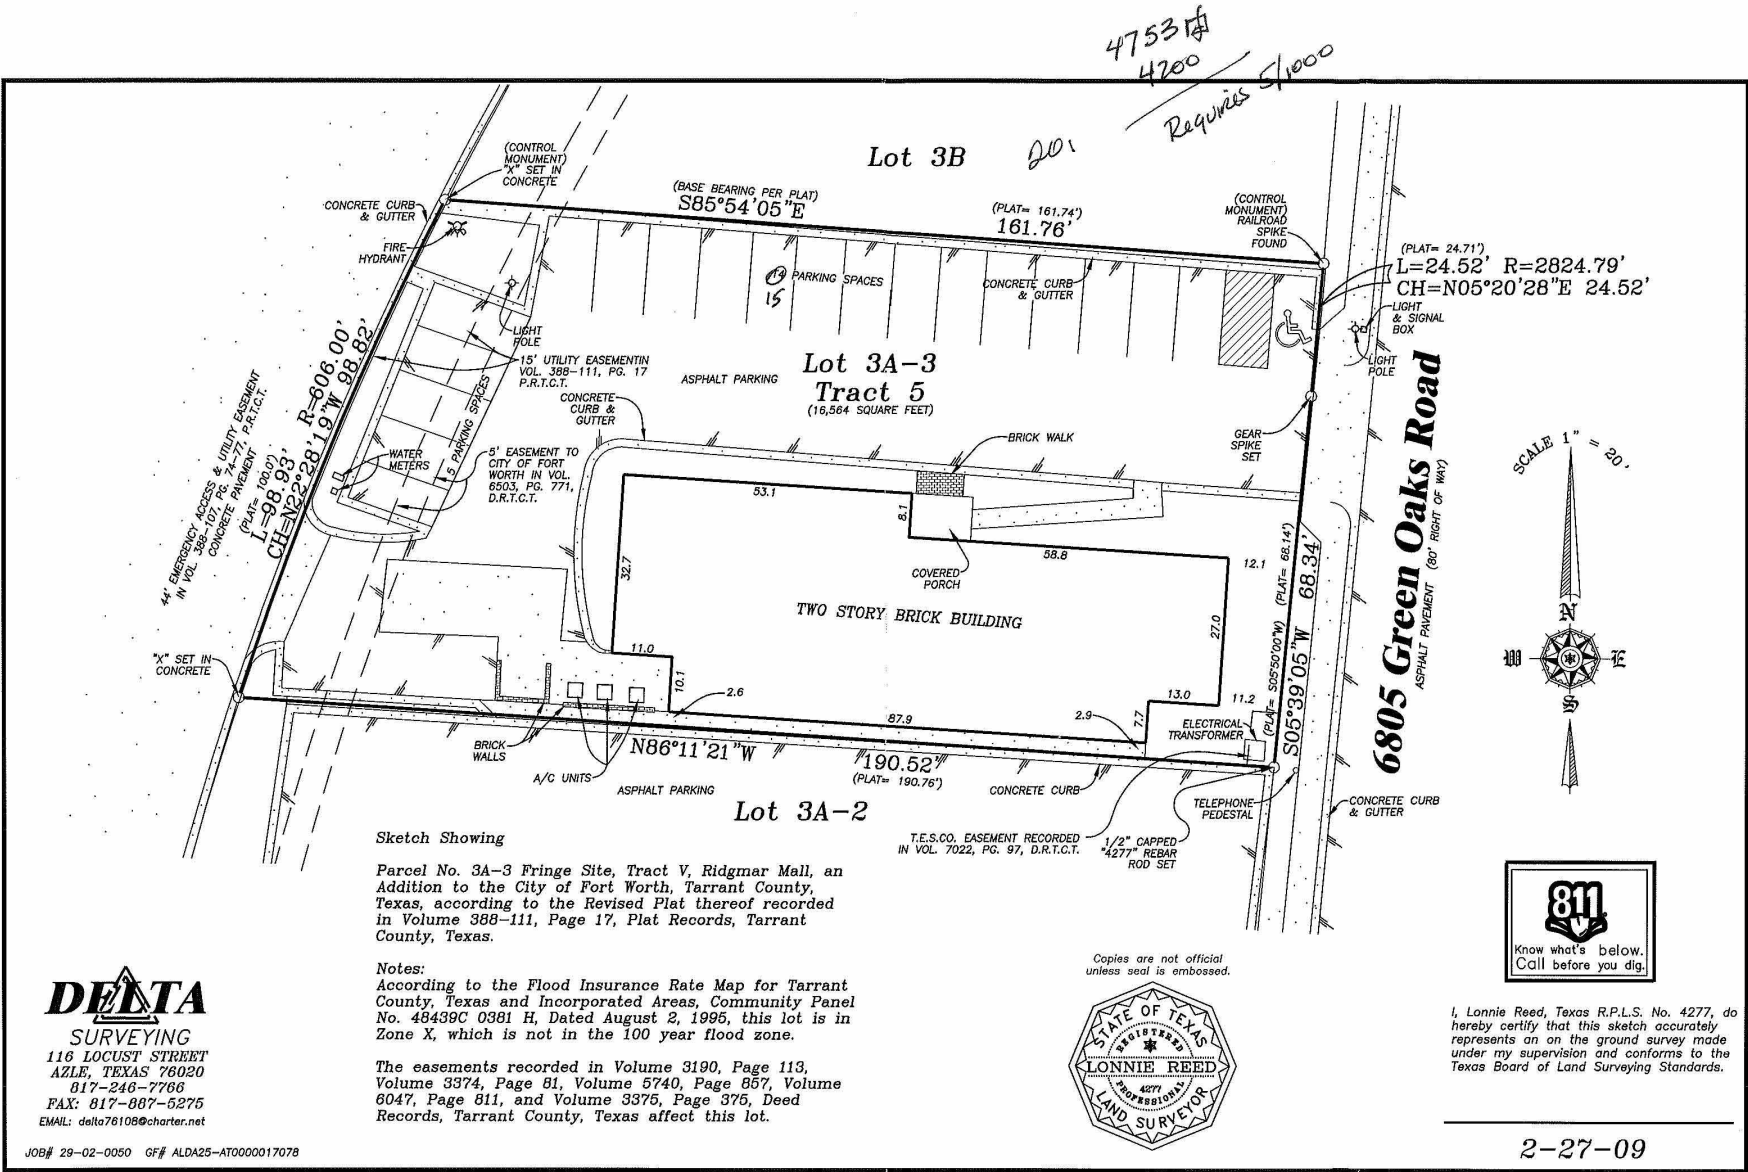 4753
4200
Requires 5/1000
201
Lot 3B
(CONTROL
MONUMENT)
"X" SET IN
CONCRETE
CONCRETE CURB
& GUTTER
FIRE
HYDRANT
(BASE BEARING PER PLAT)
S85°54'05"E
(PLAT= 161.74')
161.76'
(CONTROL
MONUMENT)
RAILROAD
SPIKE
FOUND
(PLAT= 24.71')
L=24.52' R=2824.79'
CH=N05°20'28"E 24.52'
LIGHT
& SIGNAL
BOX
LIGHT
POLE
14 PARKING SPACES
15
CONCRETE CURB
& GUTTER
LIGHT
POLE
15' UTILITY EASEMENTIN
VOL. 388-111, PG. 17
P.R.T.C.T.
ASPHALT PARKING
Lot 3A-3
Tract 5
(16,564 SQUARE FEET)
CONCRETE
CURB &
GUTTER
BRICK WALK
GEAR
SPIKE
SET
5 PARKING SPACES
WATER
METERS
5' EASEMENT TO
CITY OF FORT
WORTH IN VOL.
6503, PG. 771,
D.R.T.C.T.
44' EMERGENCY ACCESS & UTILITY EASEMENT
IN VOL. 388-107, PG. 74-77, P.R.T.C.T.
CONCRETE PAVEMENT
(PLAT= 100.0')
L=98.93' R=606.00'
CH=N22°28'19"W 98.82'
53.1
8.1
58.8
12.1
32.7
COVERED
PORCH
TWO STORY BRICK BUILDING
27.0
11.0
10.1
2.6
87.9
2.9
7.7
13.0
11.2
(PLAT= S05°50'00"W) (PLAT= 68.14')
S05°39'05"W 68.34'
6805 Green Oaks Road
ASPHALT PAVEMENT (80' RIGHT OF WAY)
SCALE 1" = 20'
N
W E
S
"X" SET IN
CONCRETE
BRICK
WALLS
A/C UNITS
N86°11'21"W
190.52'
(PLAT= 190.76')
ASPHALT PARKING
Lot 3A-2
CONCRETE CURB
ELECTRICAL
TRANSFORMER
TELEPHONE
PEDESTAL
CONCRETE CURB
& GUTTER
T.E.S.CO. EASEMENT RECORDED
IN VOL. 7022, PG. 97, D.R.T.C.T.
1/2" CAPPED
"4277" REBAR
ROD SET
Sketch Showing
Parcel No. 3A-3 Fringe Site, Tract V, Ridgmar Mall, an
Addition to the City of Fort Worth, Tarrant County,
Texas, according to the Revised Plat thereof recorded
in Volume 388-111, Page 17, Plat Records, Tarrant
County, Texas.
Notes:
According to the Flood Insurance Rate Map for Tarrant
County, Texas and Incorporated Areas, Community Panel
No. 48439C 0381 H, Dated August 2, 1995, this lot is in
Zone X, which is not in the 100 year flood zone.
The easements recorded in Volume 3190, Page 113,
Volume 3374, Page 81, Volume 5740, Page 857, Volume
6047, Page 811, and Volume 3375, Page 375, Deed
Records, Tarrant County, Texas affect this lot.
DELTA
SURVEYING
116 LOCUST STREET
AZLE, TEXAS 76020
817-246-7766
FAX: 817-887-5275
EMAIL: delta76108@charter.net
JOB# 29-02-0050 GF# ALDA25-AT0000017078
Copies are not official
unless seal is embossed.
STATE OF TEXAS
REGISTERED
LONNIE REED
4277
PROFESSIONAL
LAND SURVEYOR
811
Know what's below.
Call before you dig.
I, Lonnie Reed, Texas R.P.L.S. No. 4277, do
hereby certify that this sketch accurately
represents an on the ground survey made
under my supervision and conforms to the
Texas Board of Land Surveying Standards.
2-27-09